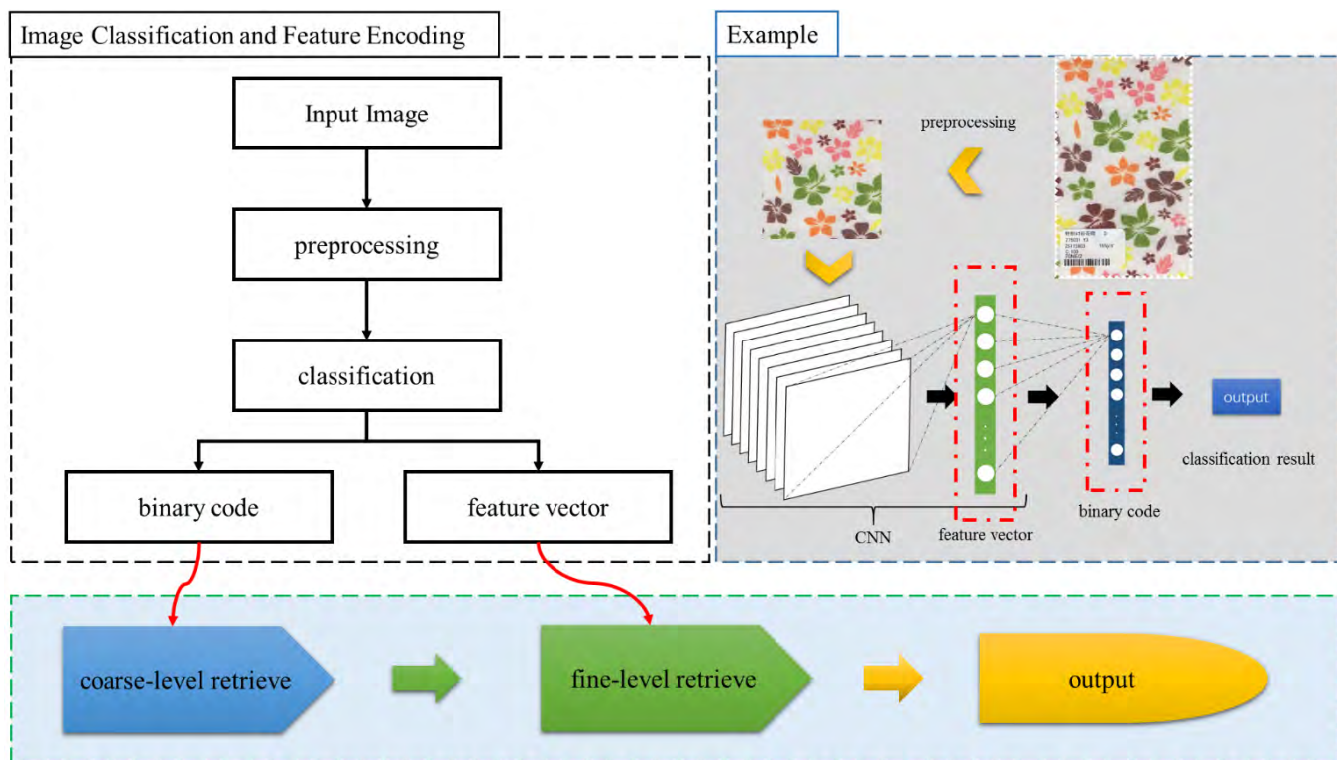 Image Classification and Feature Encoding
Input Image
preprocessing
classification
binary code
feature vector
Example
preprocessing
output
classification result
binary code
feature vector
CNN
coarse-level retrieve
fine-level retrieve
output